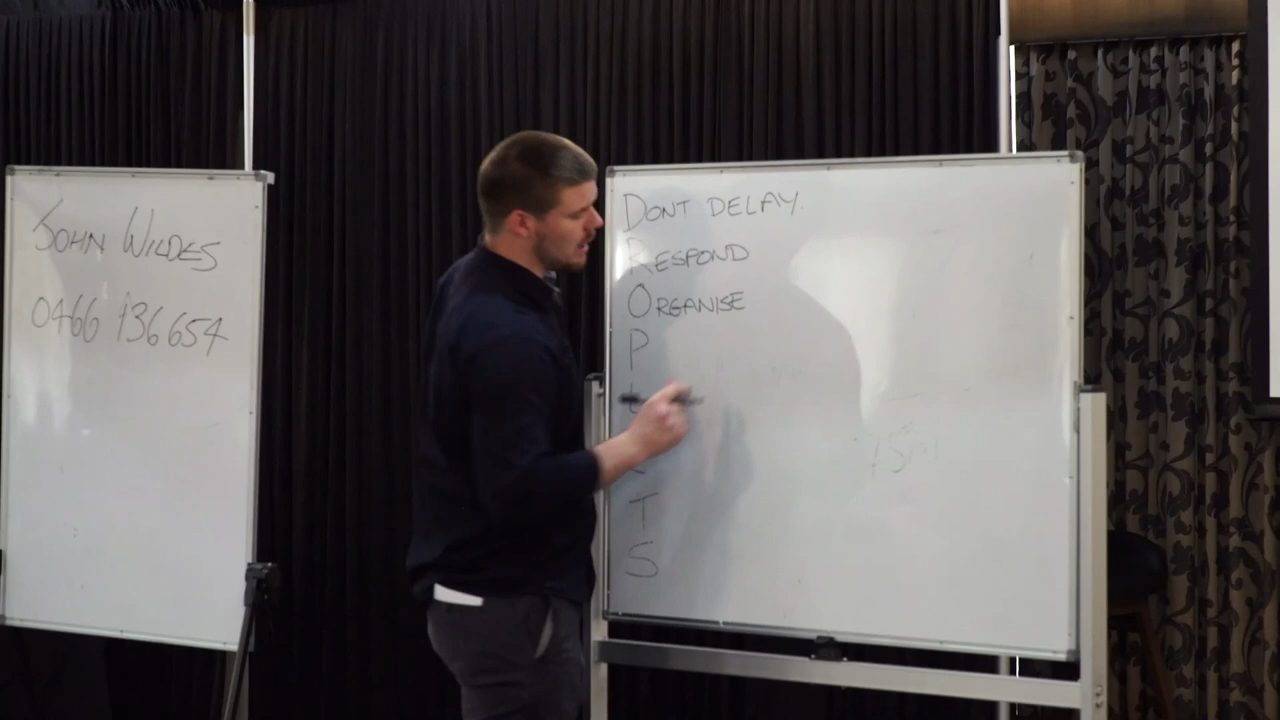 JOHN WILDES
0466 136 654
DONT DELAY.
RESPOND
ORGANISE
P
T
S